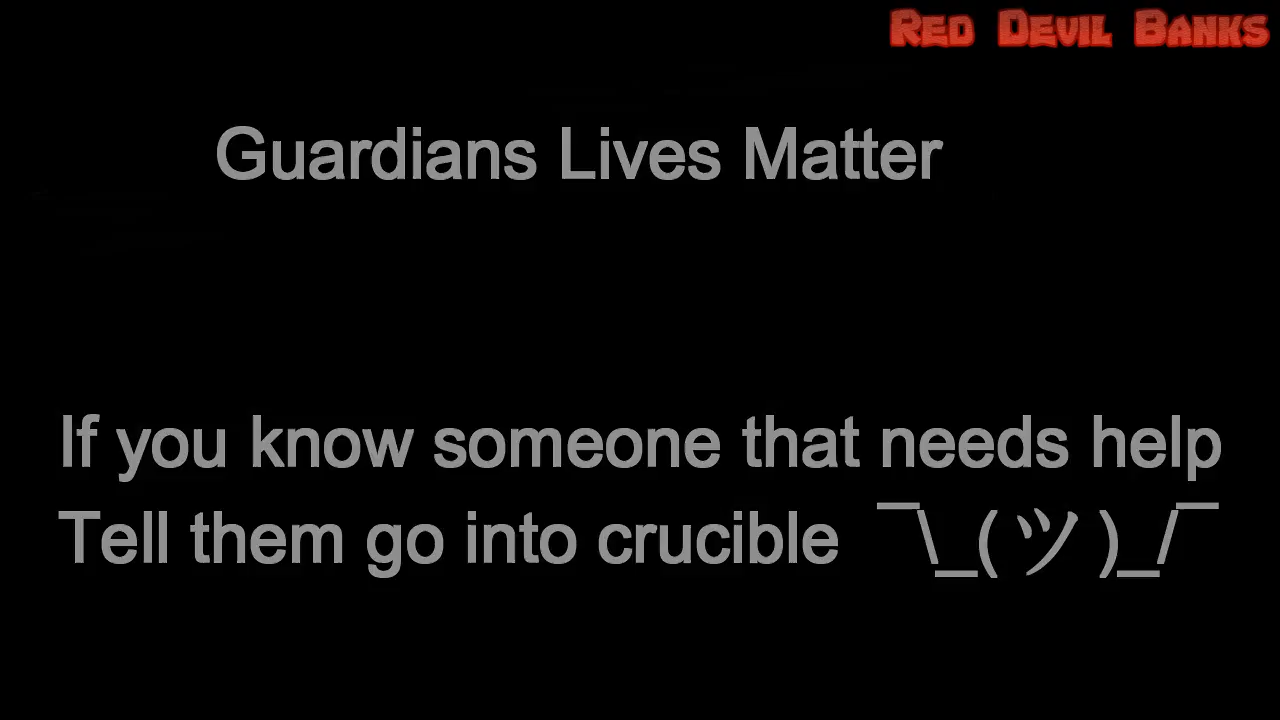 Red Devil Banks
Guardians Lives Matter
If you know someone that needs help
Tell them go into crucible ¯\_(ツ)_/¯